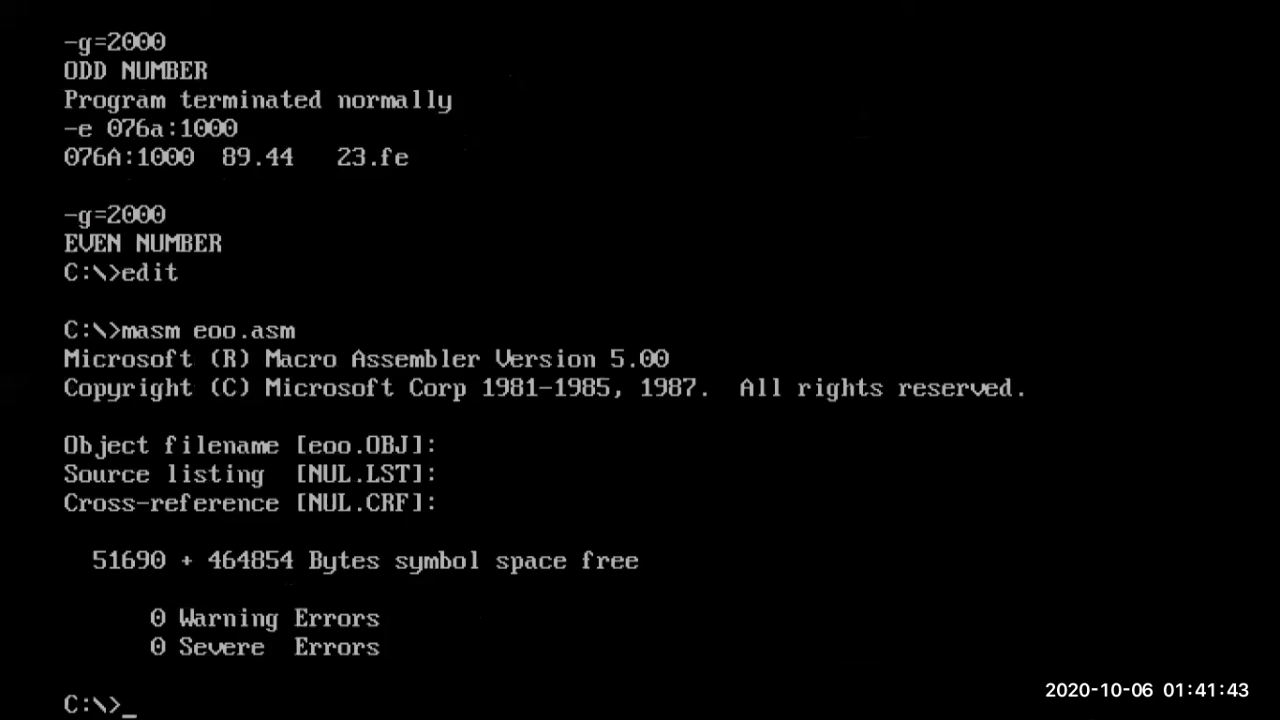 -g=2000
ODD NUMBER
Program terminated normally
-e 076a:1000
076A:1000  89.44   23.fe
-g=2000
EVEN NUMBER
C:\>edit
C:\>masm eoo.asm
Microsoft (R) Macro Assembler Version 5.00
Copyright (C) Microsoft Corp 1981-1985, 1987.  All rights reserved.
Object filename [eoo.OBJ]:
Source listing  [NUL.LST]:
Cross-reference [NUL.CRF]:
51690 + 464854 Bytes symbol space free
0 Warning Errors
0 Severe  Errors
C:\>_
2020-10-06 01:41:43